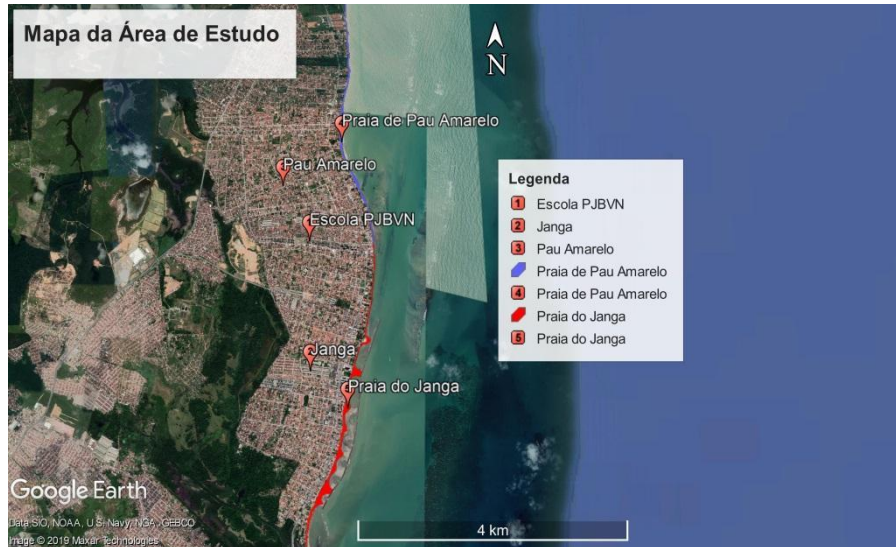 Mapa da Área de Estudo
N
Praia de Pau Amarelo
Pau Amarelo
Escola PJBVN
Janga
Praia do Janga
Legenda
1 Escola PJBVN
2 Janga
3 Pau Amarelo
Praia de Pau Amarelo
4 Praia de Pau Amarelo
Praia do Janga
5 Praia do Janga
Google Earth
Data SIO, NOAA, U.S. Navy, NGA, GEBCO
Image © 2019 Maxar Technologies
4 km